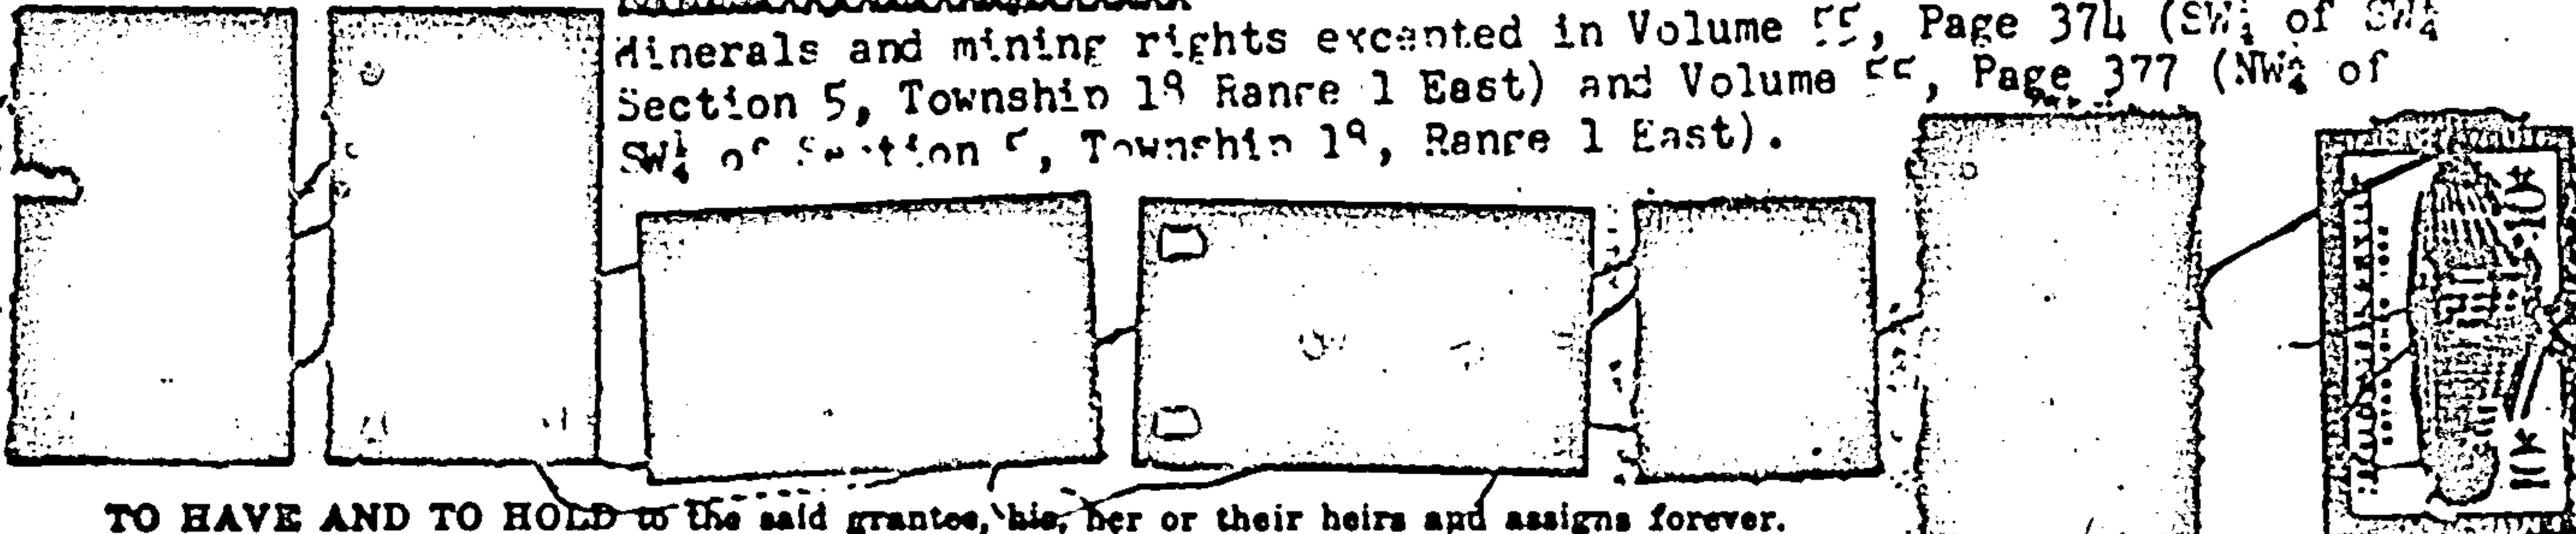 Minerals and mining rights excepted in Volume 55, Page 374 (SW¼ of SW¼
Section 5, Township 19 Range 1 East) and Volume 55, Page 377 (NW¼ of
SW¼ of Section 5, Township 19, Range 1 East).
TO HAVE AND TO HOLD to the said grantee, his, her or their heirs and assigns forever.